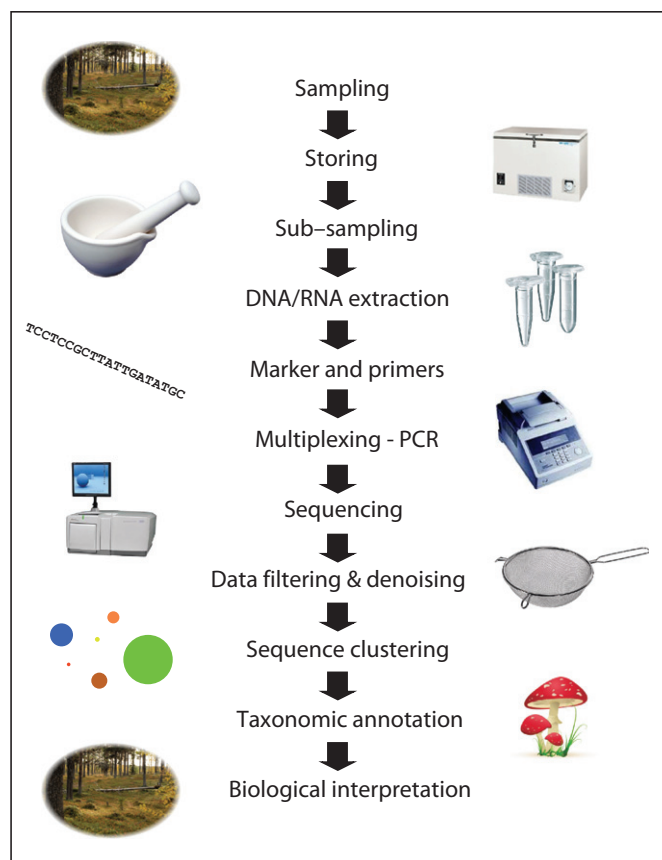 Sampling
Storing
Sub–sampling
DNA/RNA extraction
TCCTCCGCTTATTGATATGC
Marker and primers
Multiplexing - PCR
Sequencing
Data filtering & denoising
Sequence clustering
Taxonomic annotation
Biological interpretation